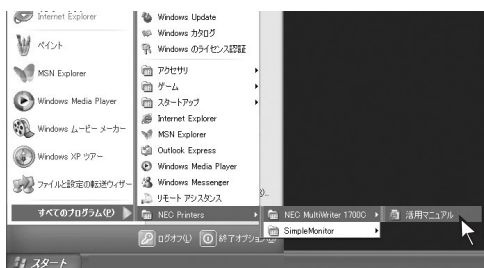 Internet Explorer
ペイント
MSN Explorer
Windows Media Player
Windows ムービー メーカー
Windows XP ツアー
ファイルと設定の転送ウィザー
すべてのプログラム(P)
Windows Update
Windows カタログ
Windows のライセンス認証
アクセサリ
ゲーム
スタートアップ
Internet Explorer
MSN Explorer
Outlook Express
Windows Media Player
Windows Messenger
リモート アシスタンス
NEC Printers
NEC MultiWriter 1700C
SimpleMonitor
活用マニュアル
ログオフ(L)
終了オプション
スタート